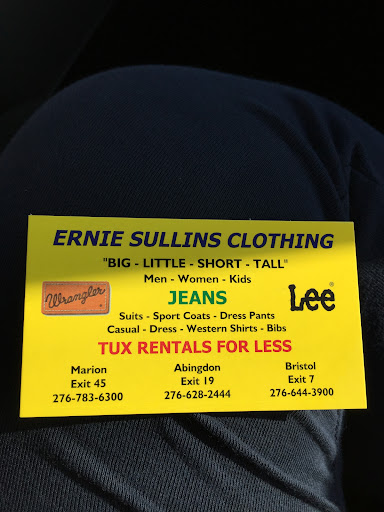 ERNIE SULLINS CLOTHING
"BIG - LITTLE - SHORT - TALL"
Men - Women - Kids
Wrangler
JEANS
Lee®
Suits - Sport Coats - Dress Pants
Casual - Dress - Western Shirts - Bibs
TUX RENTALS FOR LESS
Marion Abingdon Bristol
Exit 45 Exit 19 Exit 7
276-783-6300 276-628-2444 276-644-3900